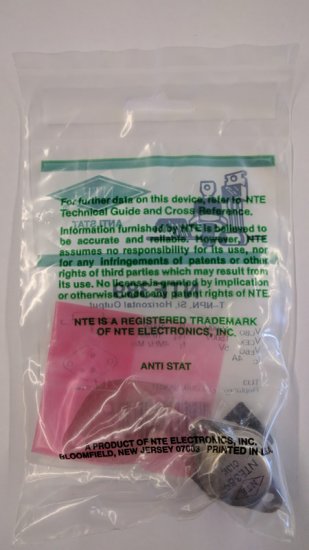 For further data on this device, refer to NTE
Technical Guide and Cross Reference.
Information furnished by NTE is believed to
be accurate and reliable. However, NTE
assumes no responsibility for its use, nor
for any infringements of patents or other
rights of third parties which may result from
its use. No license is granted by implication
or otherwise under any patent rights of NTE.
NTE IS A REGISTERED TRADEMARK
OF NTE ELECTRONICS, INC.
ANTI STAT
A PRODUCT OF NTE ELECTRONICS, INC.
BLOOMFIELD, NEW JERSEY 07003 PRINTED IN U.S.A.